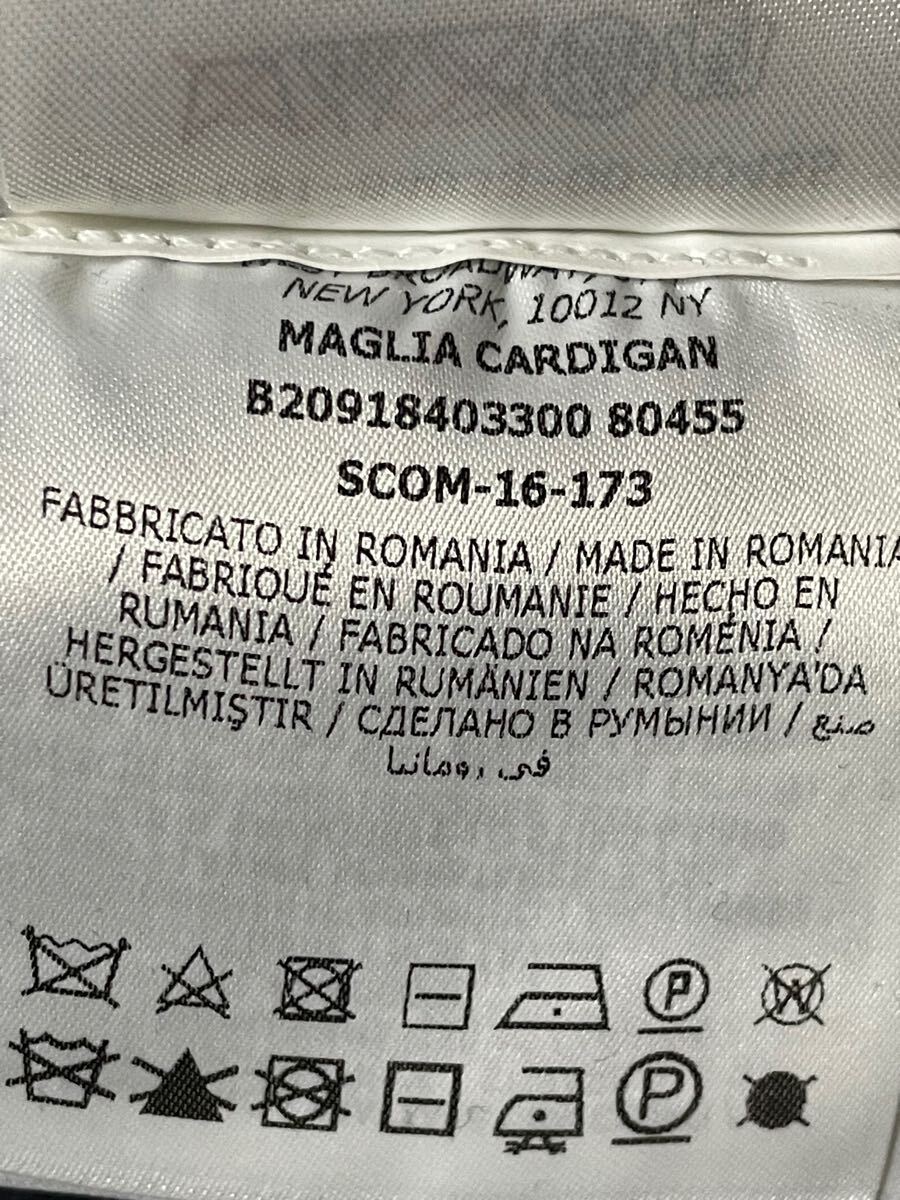 NEW YORK, 10012 NY
MAGLIA CARDIGAN
B20918403300 80455
SCOM-16-173
FABBRICATO IN ROMANIA / MADE IN ROMANIA
/ FABRIQUÉ EN ROUMANIE / HECHO EN
RUMANIA / FABRICADO NA ROMÉNIA /
HERGESTELLT IN RUMÄNIEN / ROMANYA'DA
ÜRETILMIŞTIR / СДЕЛАНО В РУМЫНИИ / صنع
في رومانيا
P W
P